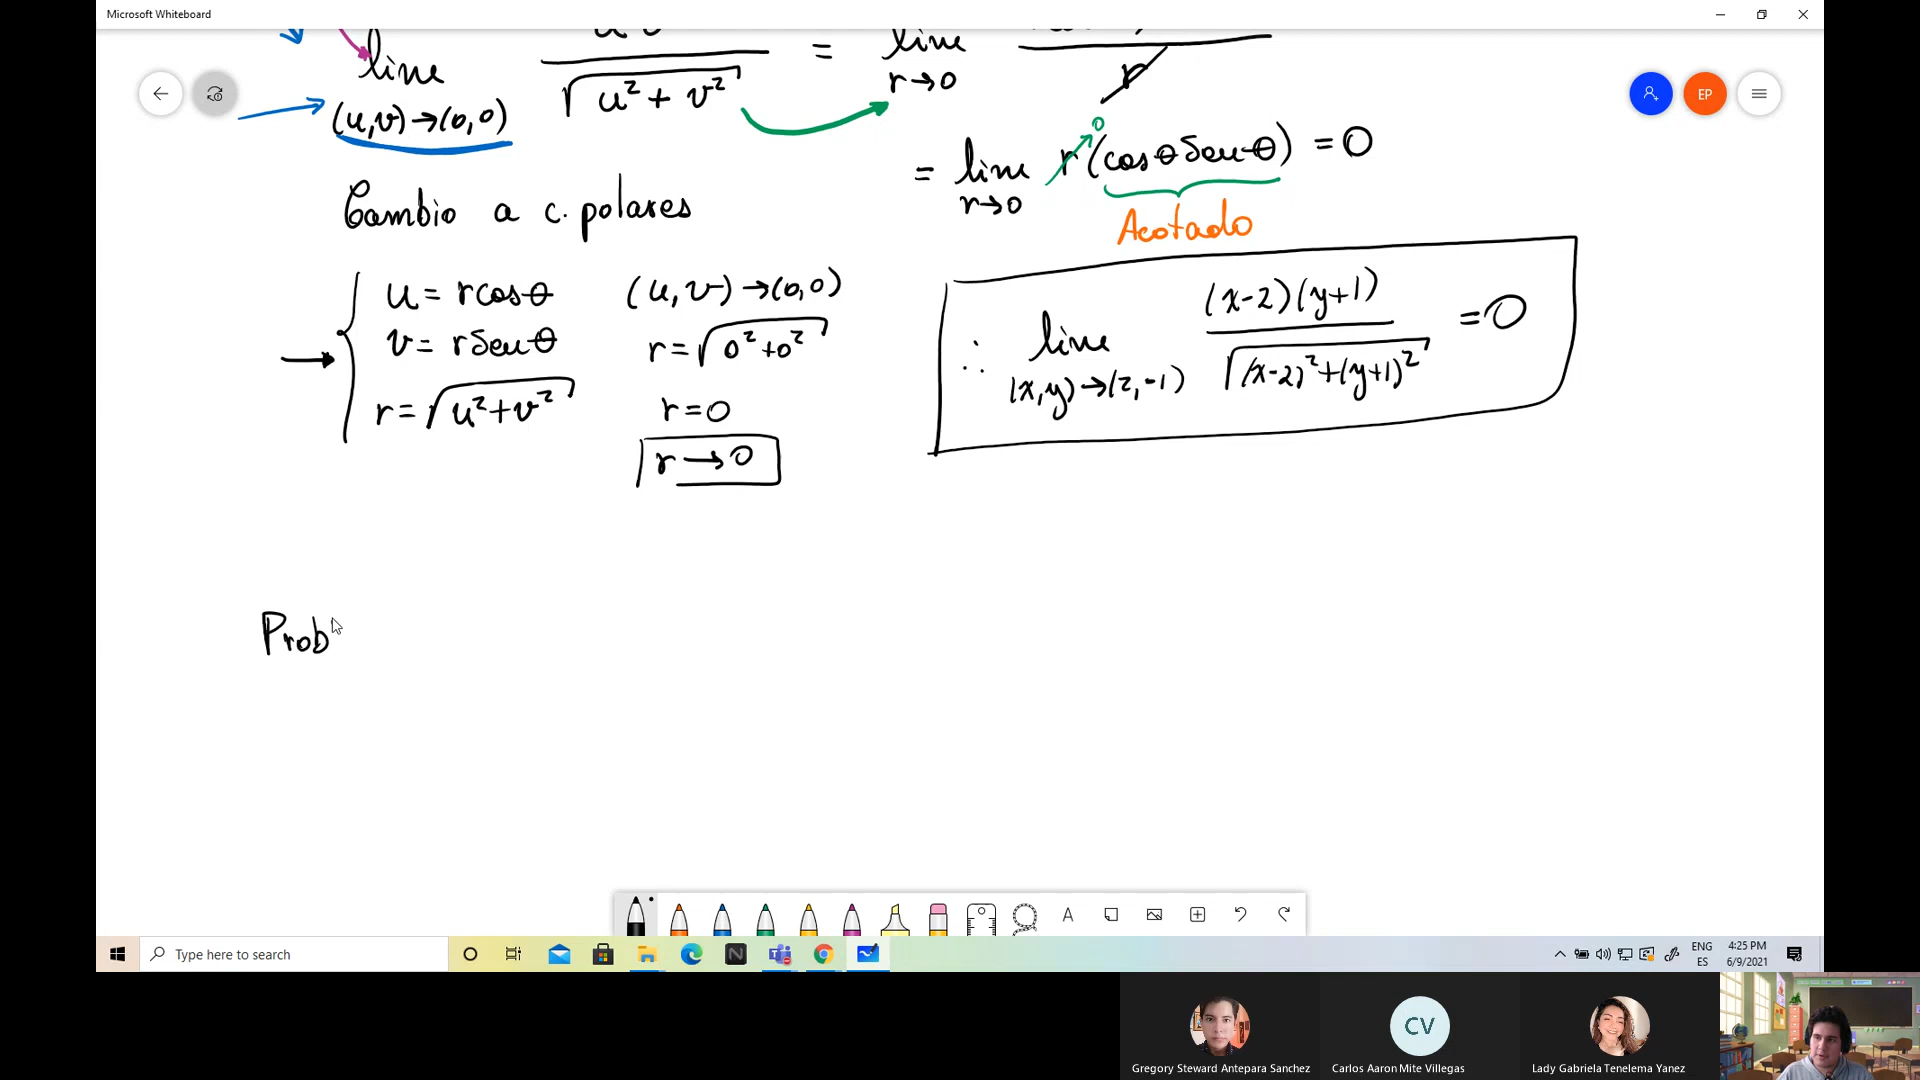 Microsoft Whiteboard
lim
(u,v)→(0,0)
√u²+v²
=
lim
r→0
r
= lim r(cosθ senθ) = 0
r→0
0
Acotado
Cambio a c. polares
u = rcosθ
v = rsenθ
r = √u²+v²
(u,v)→(0,0)
r = √0²+0²
r = 0
r → 0
∴ lim (x-2)(y+1) = 0
(x,y)→(2,-1) √(x-2)²+(y+1)²
Prob
EP
A
Type here to search
N
ENG
ES
4:25 PM
6/9/2021
CV
Gregory Steward Antepara Sanchez
Carlos Aaron Mite Villegas
Lady Gabriela Tenelema Yanez